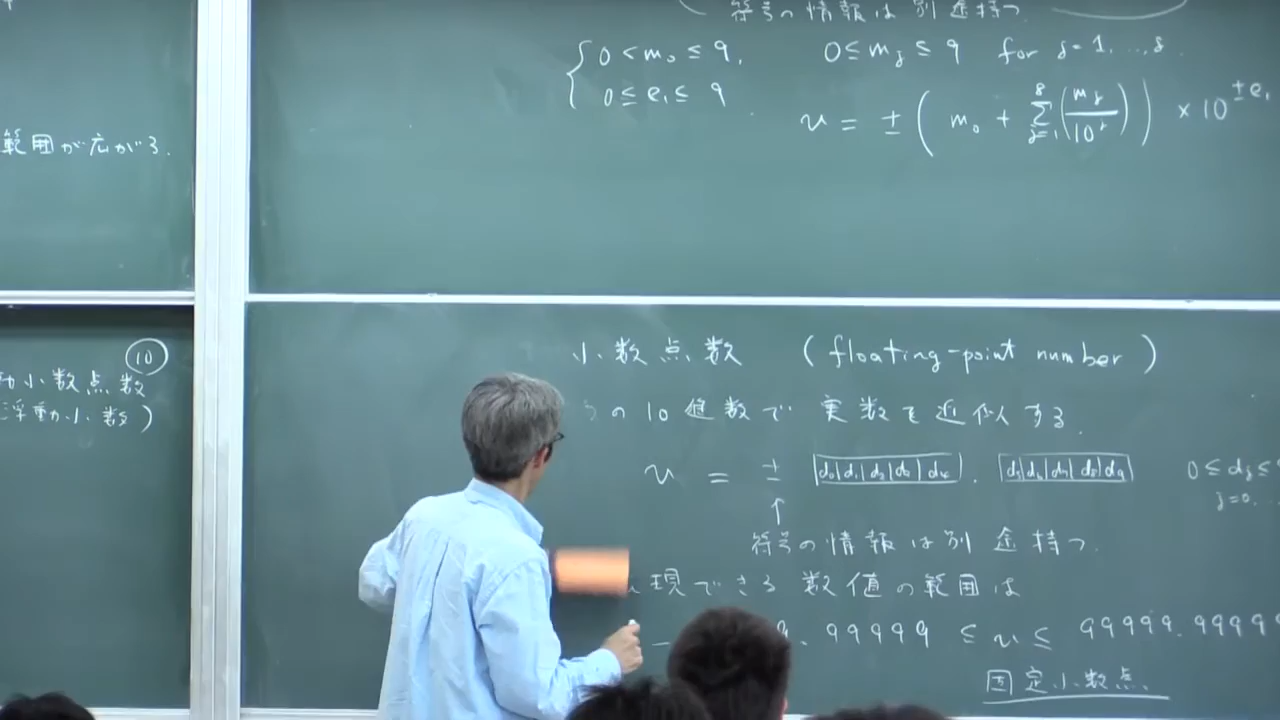 範囲が広がる.
⑩
動小数点数
浮動小数)
符号の情報は別途持つ
{ 0 < m₀ ≤ 9, 0 ≤ mⱼ ≤ 9 for j = 1, ..., 8.
0 ≤ e₁ ≤ 9
u = ± ( m₀ + Σ_{j=1}^{8} ( mⱼ / 10ʲ ) ) × 10^{±e₁}
小数点数 (floating-point number)
の10進数で 実数を近似する.
u = ± |d₀|d₁|d₂|d₃|d₄| . |d₅|d₆|d₇|d₈|d₉| 0 ≤ dⱼ ≤
j = 0, ...
↑
符号の情報は別途持つ.
現できる数値の範囲は
9.99999 ≤ u ≤ 99999.99999
固定小数点.